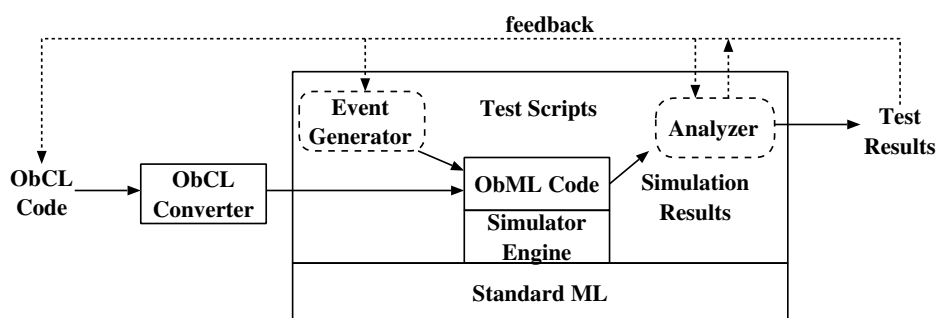 feedback
Event
Generator
Test Scripts
Analyzer
Test
Results
ObCL
Code
ObCL
Converter
ObML Code
Simulation
Results
Simulator
Engine
Standard ML